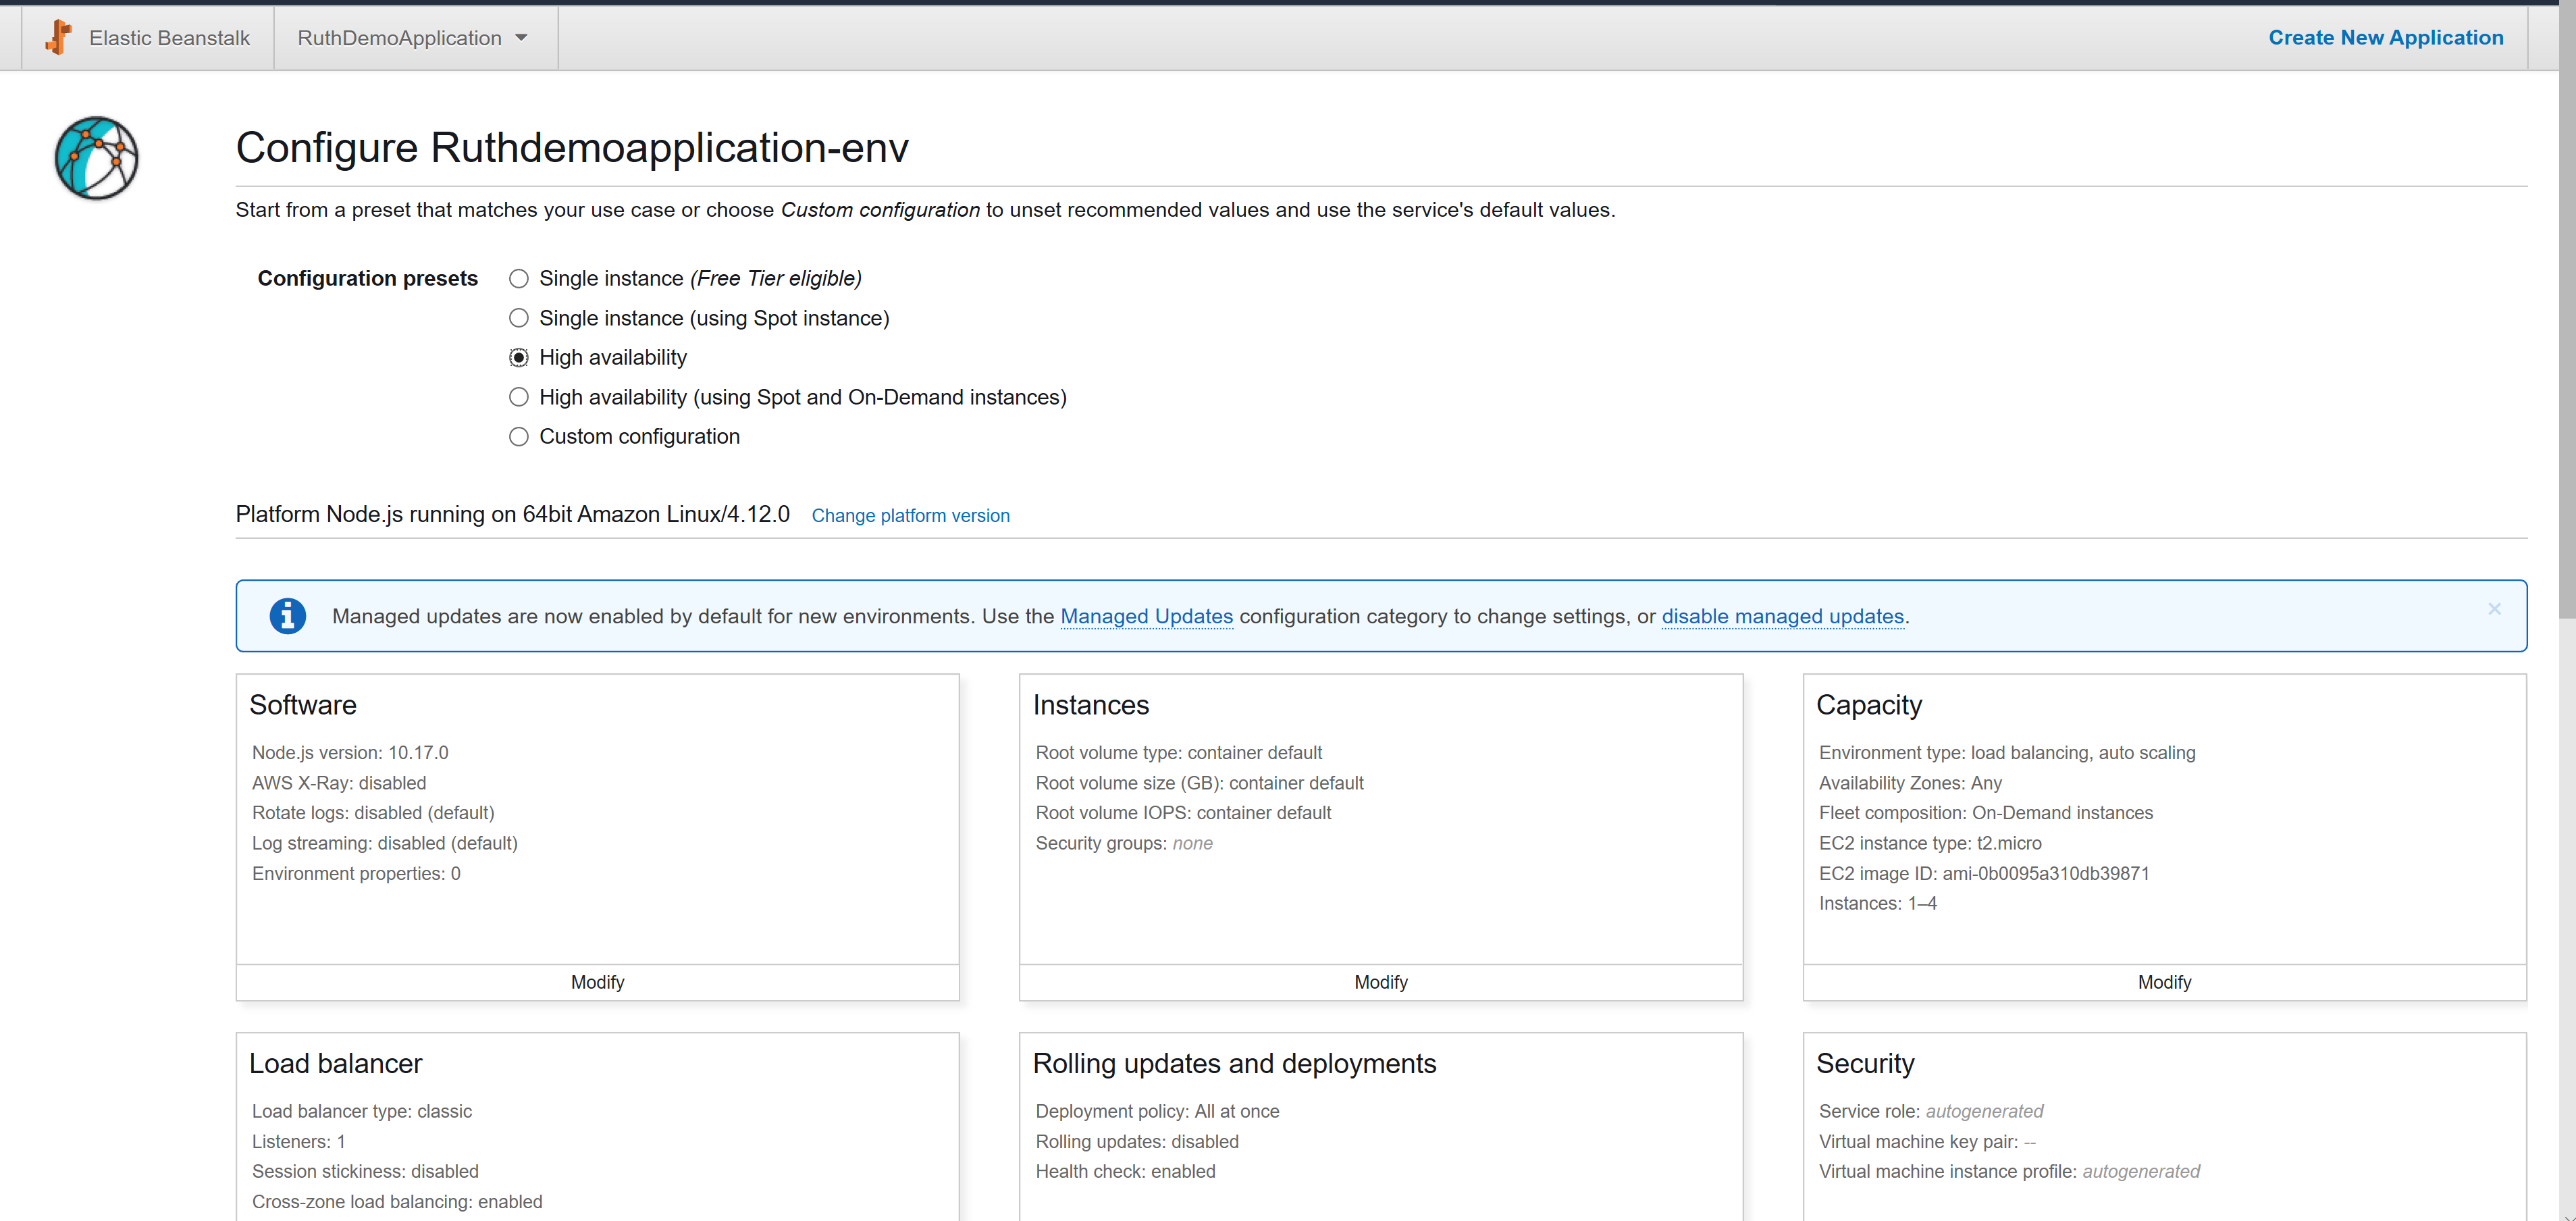 Elastic Beanstalk
RuthDemoApplication
Create New Application
Configure Ruthdemoapplication-env
Start from a preset that matches your use case or choose Custom configuration to unset recommended values and use the service's default values.
Configuration presets
Single instance (Free Tier eligible)
Single instance (using Spot instance)
High availability
High availability (using Spot and On-Demand instances)
Custom configuration
Platform Node.js running on 64bit Amazon Linux/4.12.0 Change platform version
Managed updates are now enabled by default for new environments. Use the Managed Updates configuration category to change settings, or disable managed updates.
Software
Node.js version: 10.17.0
AWS X-Ray: disabled
Rotate logs: disabled (default)
Log streaming: disabled (default)
Environment properties: 0
Modify
Instances
Root volume type: container default
Root volume size (GB): container default
Root volume IOPS: container default
Security groups: none
Modify
Capacity
Environment type: load balancing, auto scaling
Availability Zones: Any
Fleet composition: On-Demand instances
EC2 instance type: t2.micro
EC2 image ID: ami-0b0095a310db39871
Instances: 1–4
Modify
Load balancer
Load balancer type: classic
Listeners: 1
Session stickiness: disabled
Cross-zone load balancing: enabled
Rolling updates and deployments
Deployment policy: All at once
Rolling updates: disabled
Health check: enabled
Security
Service role: autogenerated
Virtual machine key pair: --
Virtual machine instance profile: autogenerated